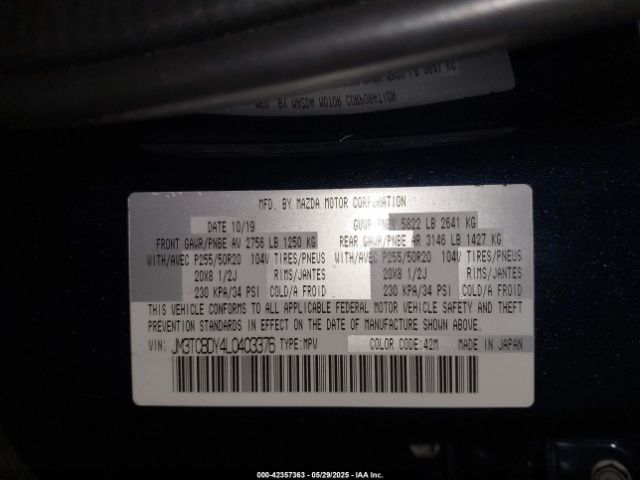 MFD. BY MAZDA MOTOR CORPORATION
DATE 10/19 GVWR/PNBV 5822 LB 2641 KG
FRONT GAWR/PNBE AV 2756 LB 1250 KG REAR GAWR/PNBE AR 3146 LB 1427 KG
WITH/AVEC P255/50R20 104V TIRES/PNEUS WITH/AVEC P255/50R20 104V TIRES/PNEUS
20X8 1/2J RIMS/JANTES 20X8 1/2J RIMS/JANTES
230 KPA/34 PSI COLD/A FROID 230 KPA/34 PSI COLD/A FROID
THIS VEHICLE CONFORMS TO ALL APPLICABLE FEDERAL MOTOR VEHICLE SAFETY AND THEFT
PREVENTION STANDARDS IN EFFECT ON THE DATE OF MANUFACTURE SHOWN ABOVE.
VIN: JM3TCBDY4L0403376 TYPE: MPV COLOR CODE: 42M MADE IN JAPAN
000-42357363 - 05/29/2025 - IAA Inc.